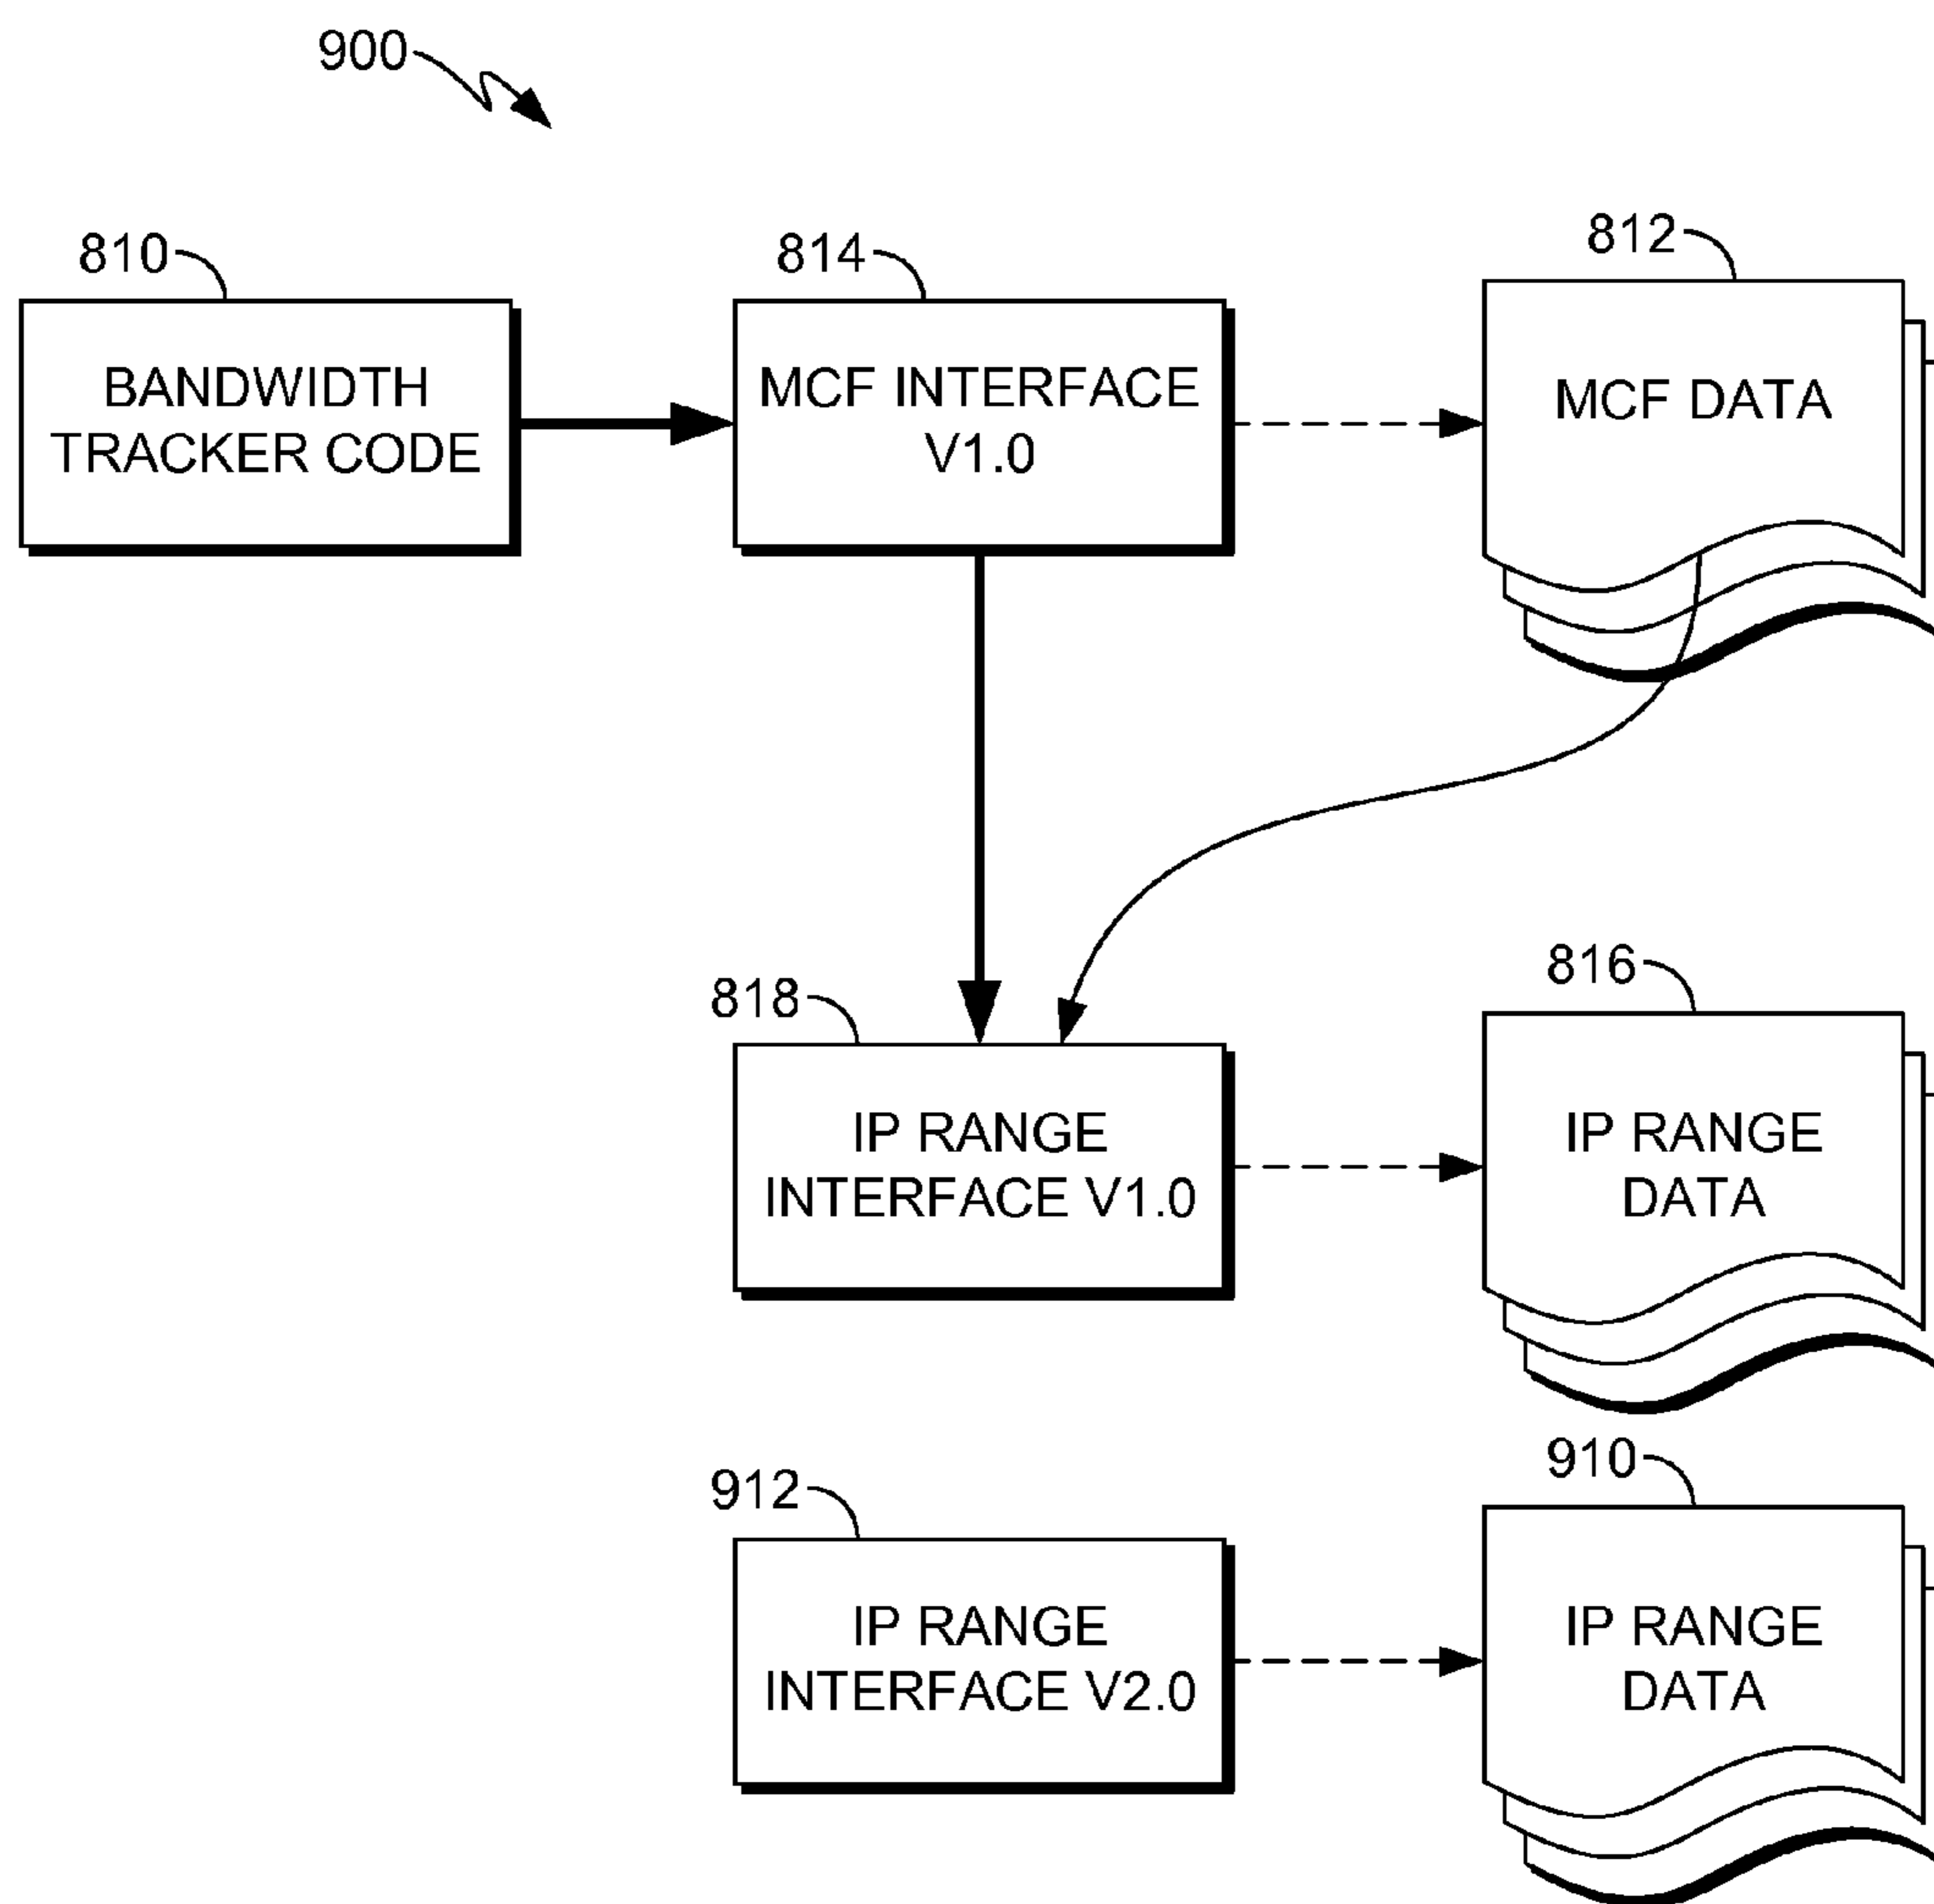 900
810
814
812
BANDWIDTH
TRACKER CODE
MCF INTERFACE
V1.0
MCF DATA
818
816
IP RANGE
INTERFACE V1.0
IP RANGE
DATA
912
910
IP RANGE
INTERFACE V2.0
IP RANGE
DATA